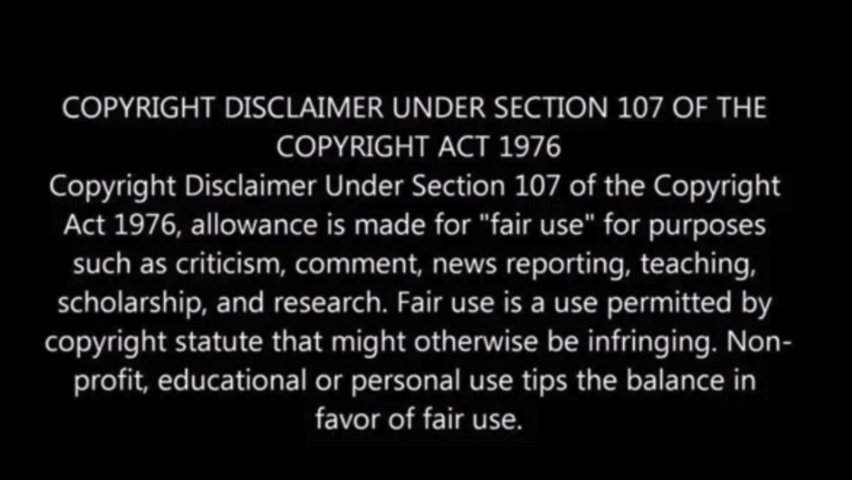 COPYRIGHT DISCLAIMER UNDER SECTION 107 OF THE
COPYRIGHT ACT 1976
Copyright Disclaimer Under Section 107 of the Copyright
Act 1976, allowance is made for "fair use" for purposes
such as criticism, comment, news reporting, teaching,
scholarship, and research. Fair use is a use permitted by
copyright statute that might otherwise be infringing. Non-
profit, educational or personal use tips the balance in
favor of fair use.